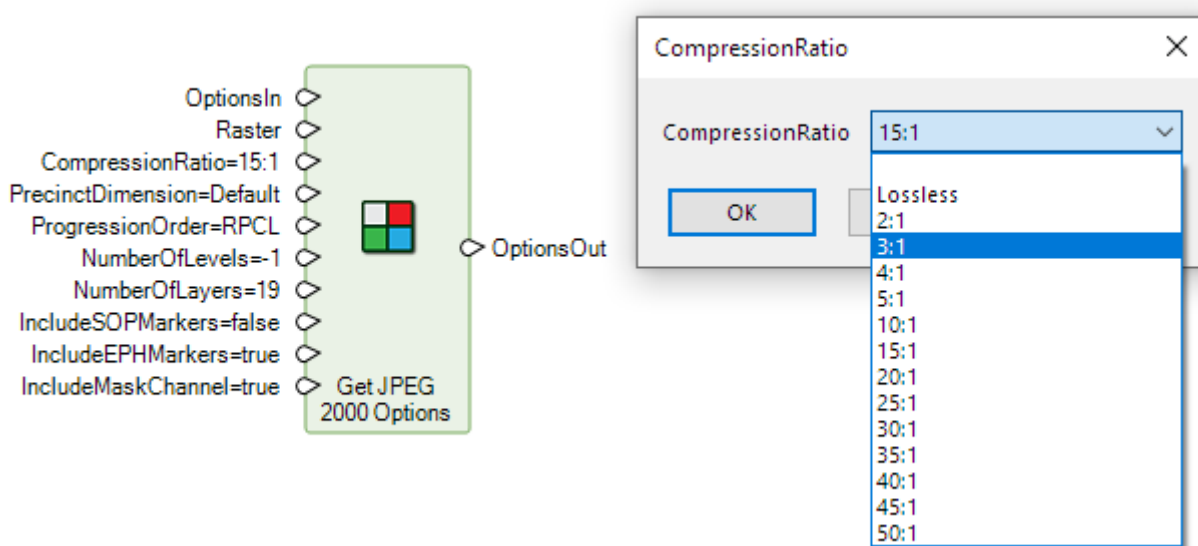 OptionsIn
Raster
CompressionRatio=15:1
PrecinctDimension=Default
ProgressionOrder=RPCL
NumberOfLevels=-1
NumberOfLayers=19
IncludeSOPMarkers=false
IncludeEPHMarkers=true
IncludeMaskChannel=true
Get JPEG
2000 Options
OptionsOut
CompressionRatio
CompressionRatio 15:1
OK
Lossless
2:1
3:1
4:1
5:1
10:1
15:1
20:1
25:1
30:1
35:1
40:1
45:1
50:1